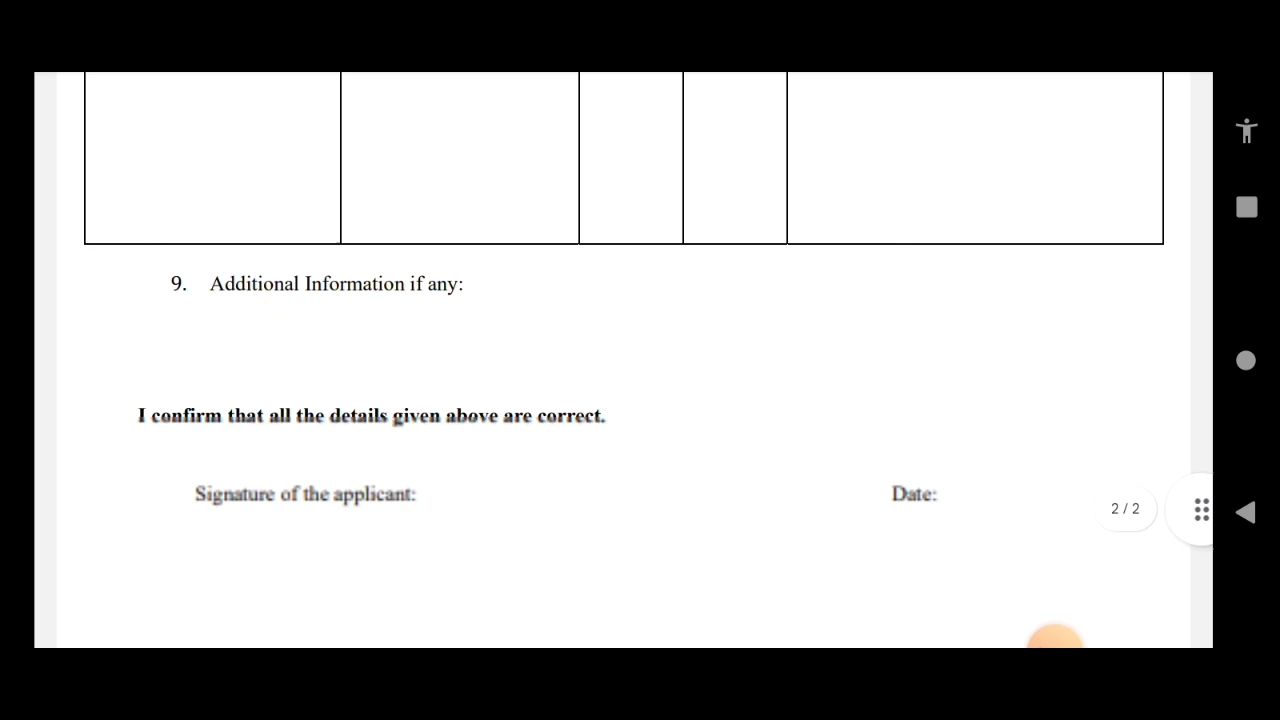 9. Additional Information if any:
I confirm that all the details given above are correct.
Signature of the applicant: Date:
2 / 2